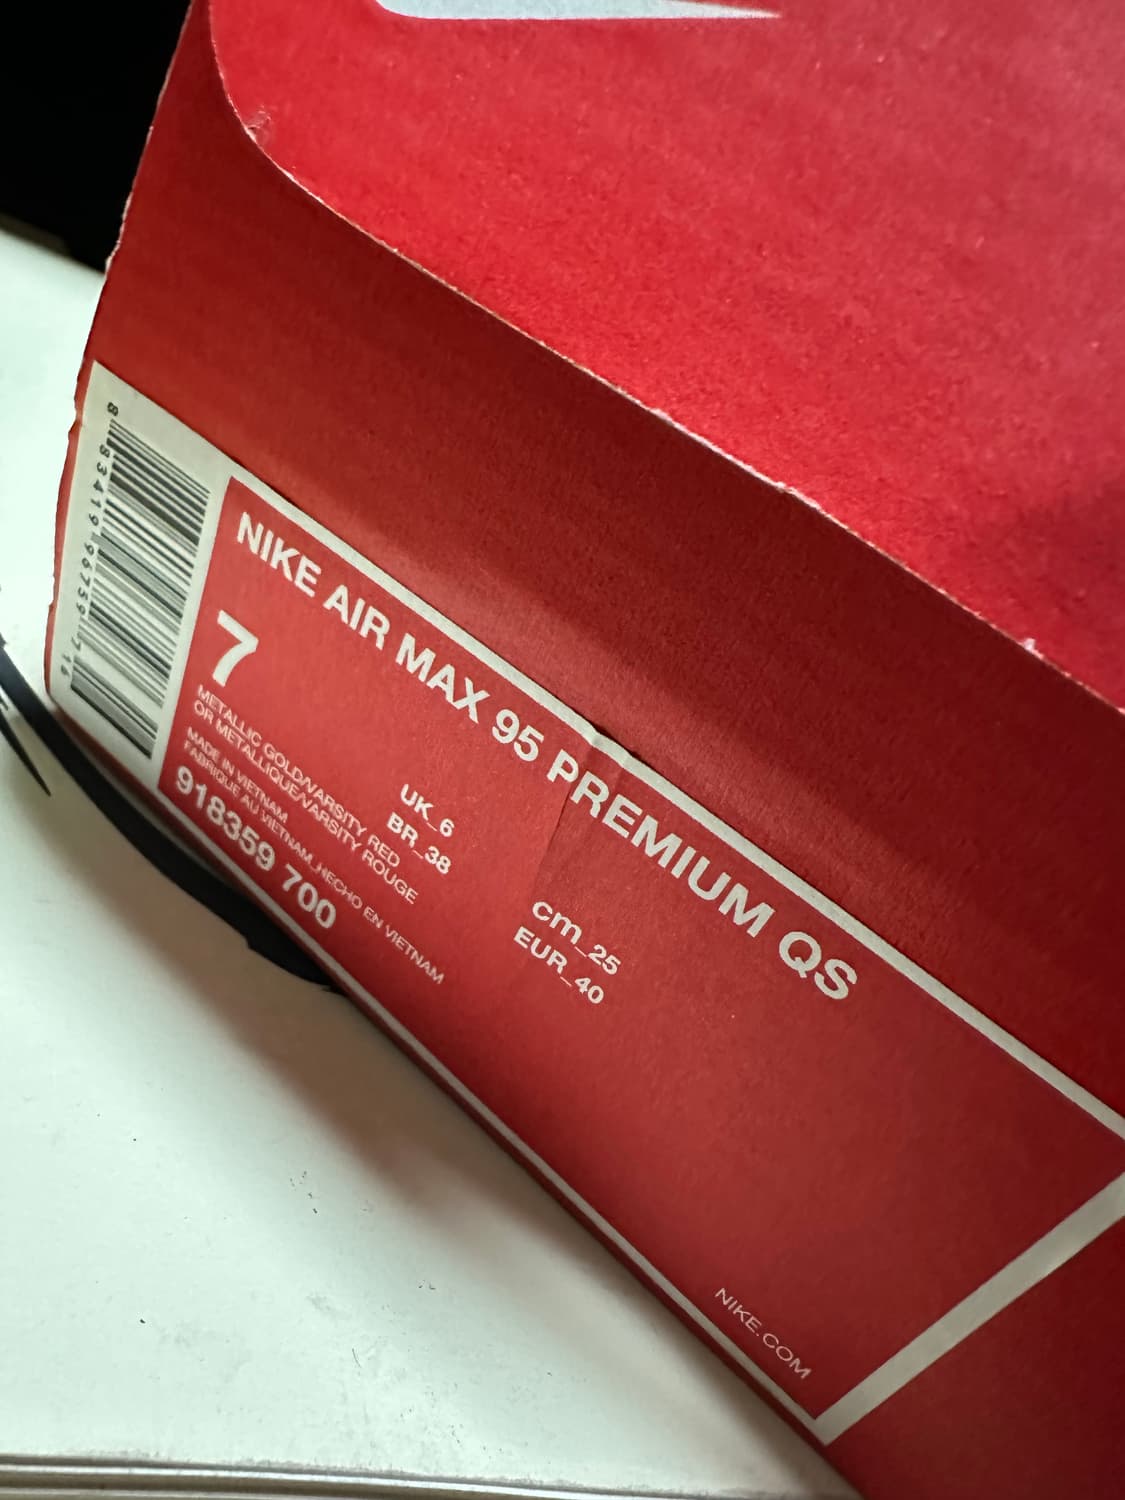 NIKE AIR MAX 95 PREMIUM QS
7
UK_6
BR_38
cm_25
EUR_40
METALLIC GOLD/VARSITY RED
OR METALLIQUE/VARSITY ROUGE
MADE IN VIETNAM
FABRIQUE AU VIETNAM_HECHO EN VIETNAM
918359 700
NIKE.COM